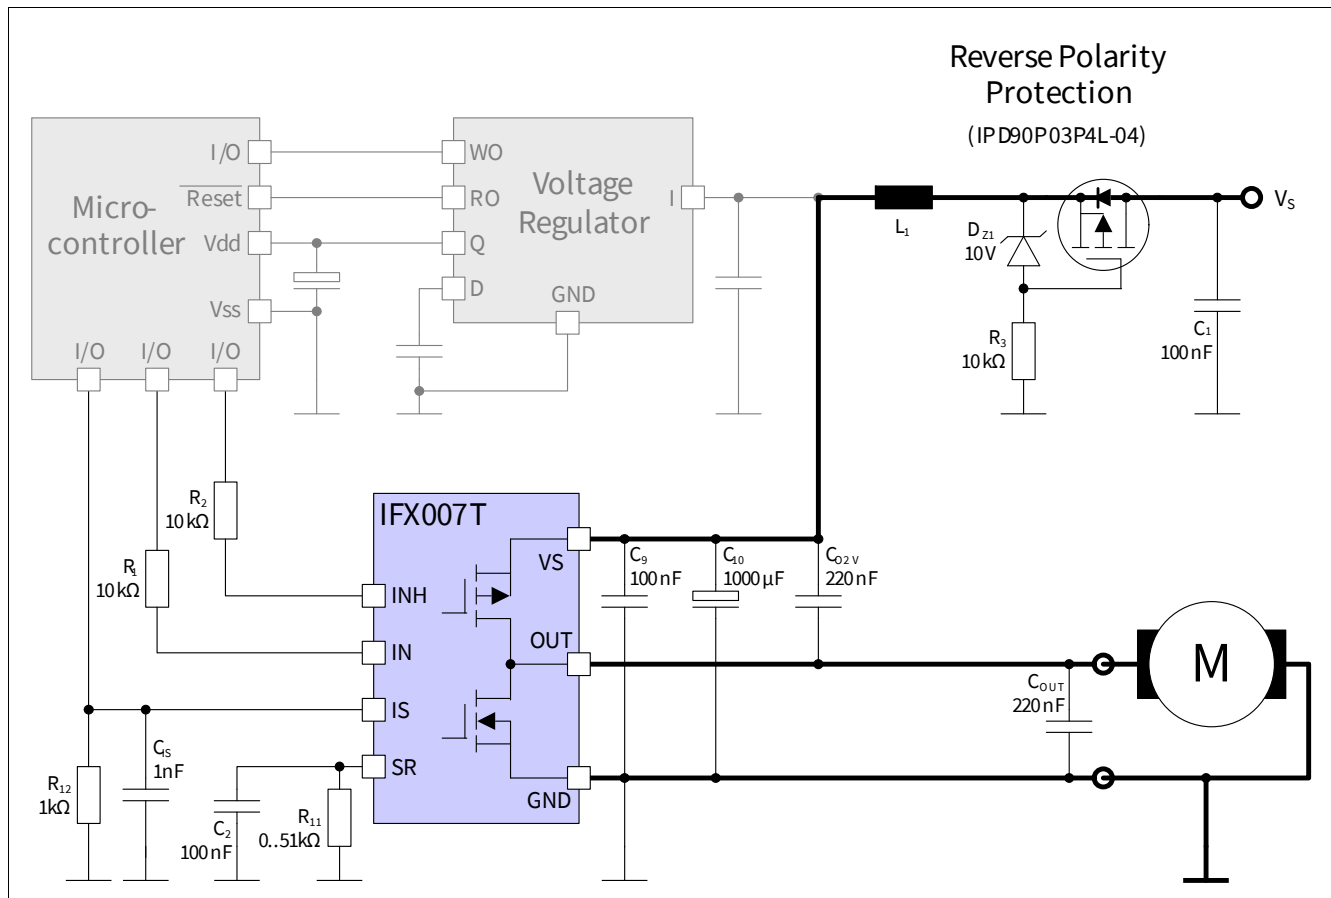 Reverse Polarity
Protection
(IPD90P03P4L-04)
Micro-
controller
I/O
Reset
Vdd
Vss
I/O
I/O
I/O
WO
RO
Q
D
Voltage
Regulator
I
GND
L1
DZ1
10V
VS
R3
10kΩ
C1
100nF
R2
10kΩ
R1
10kΩ
IFX007T
VS
INH
OUT
IN
IS
SR
GND
C9
100nF
C10
1000µF
CO2V
220nF
COUT
220nF
M
CIS
1nF
R12
1kΩ
C2
100nF
R11
0..51kΩ